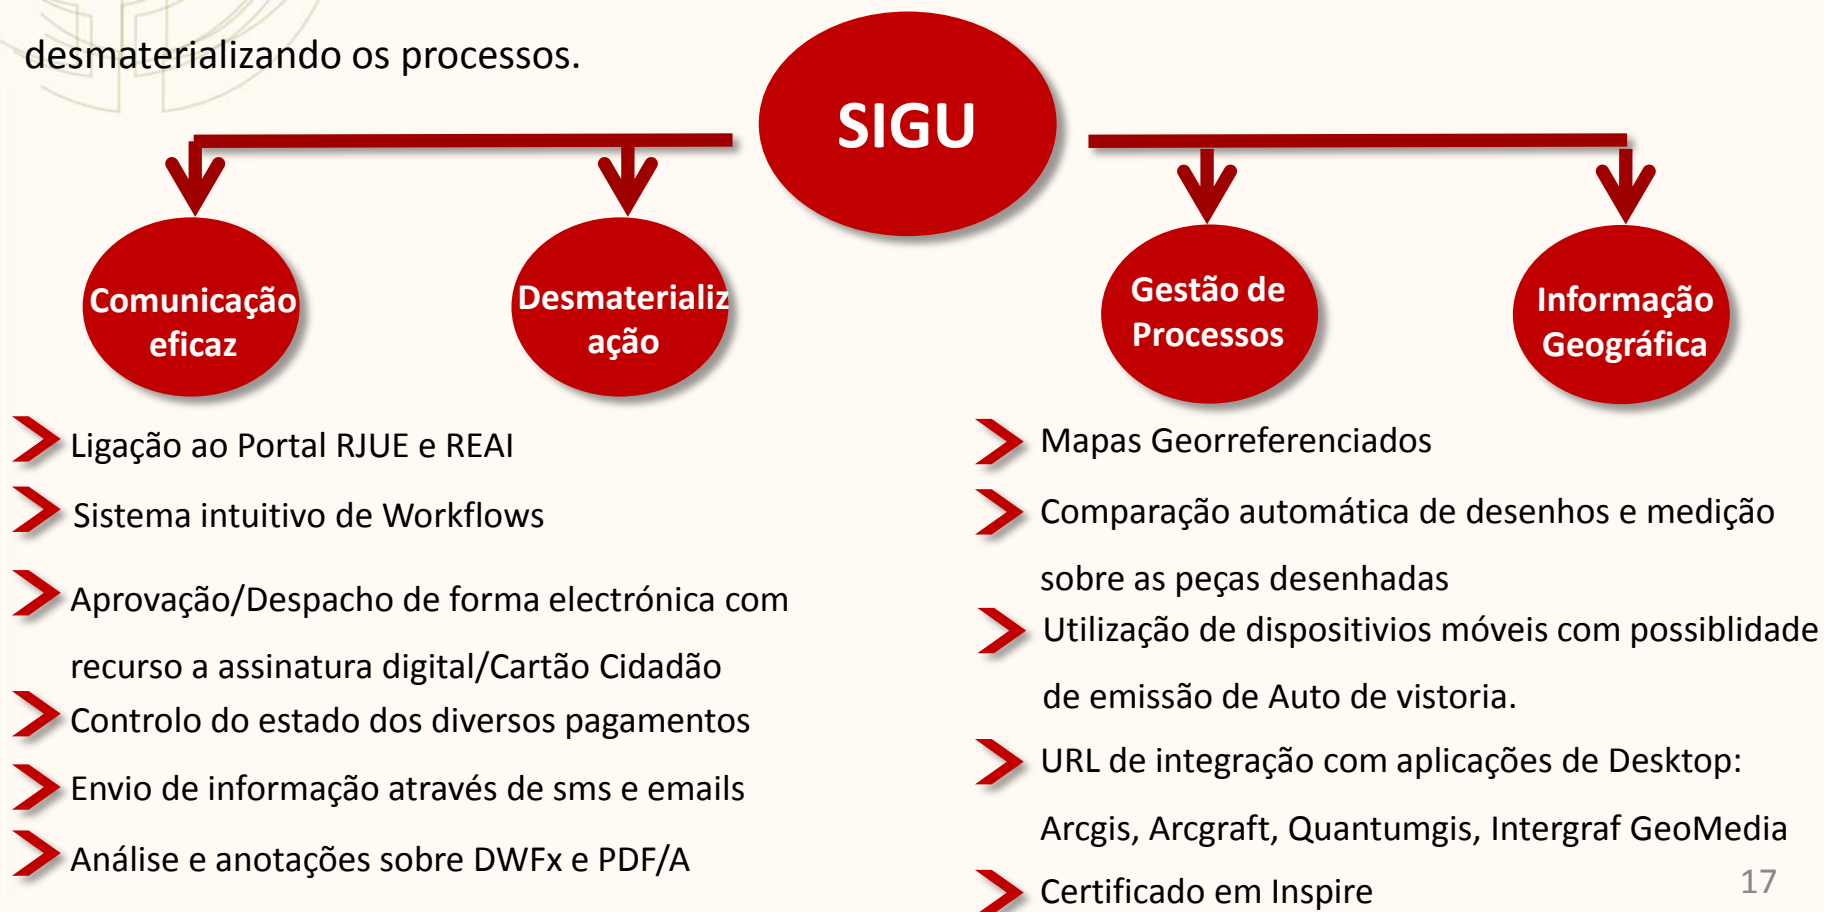 desmaterializando os processos.
SIGU
Comunicação
eficaz
Desmaterializ
ação
Gestão de
Processos
Informação
Geográfica
Ligação ao Portal RJUE e REAI
Sistema intuitivo de Workflows
Aprovação/Despacho de forma electrónica com
recurso a assinatura digital/Cartão Cidadão
Controlo do estado dos diversos pagamentos
Envio de informação através de sms e emails
Análise e anotações sobre DWFx e PDF/A
Mapas Georreferenciados
Comparação automática de desenhos e medição
sobre as peças desenhadas
Utilização de dispositivios móveis com possiblidade
de emissão de Auto de vistoria.
URL de integração com aplicações de Desktop:
Arcgis, Arcgraft, Quantumgis, Intergraf GeoMedia
Certificado em Inspire
17